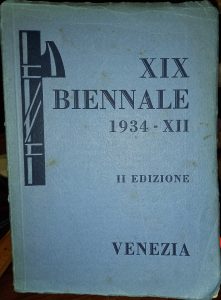 XIX
BIENNALE
1934 - XII
II EDIZIONE
VENEZIA